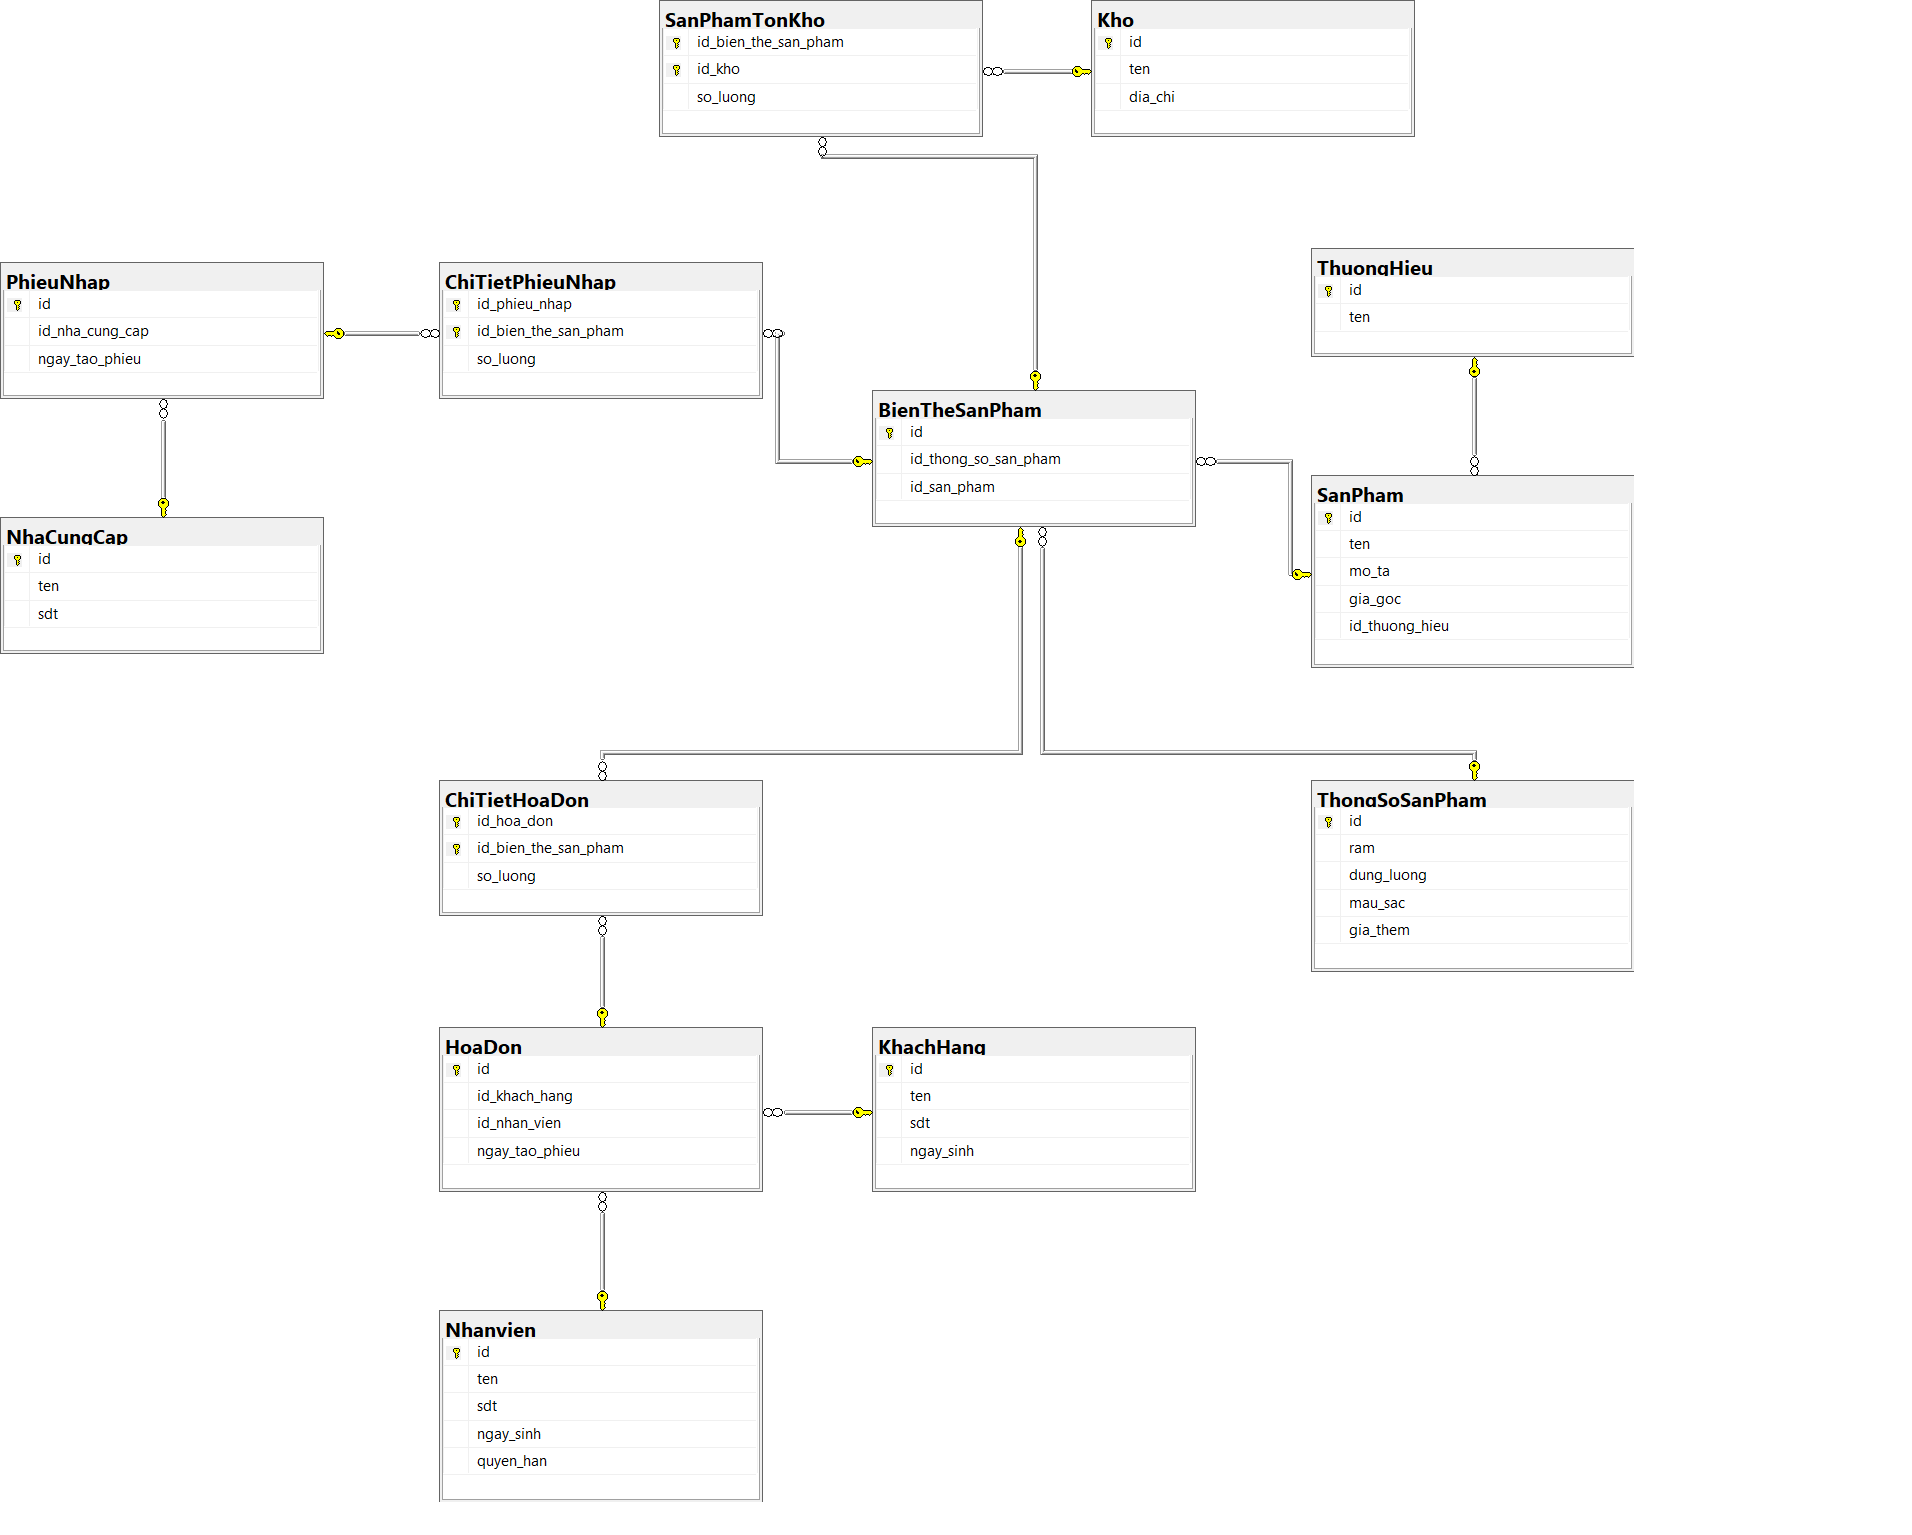 SanPhamTonKho
id_bien_the_san_pham
id_kho
so_luong
Kho
id
ten
dia_chi
PhieuNhap
id
id_nha_cung_cap
ngay_tao_phieu
ChiTietPhieuNhap
id_phieu_nhap
id_bien_the_san_pham
so_luong
ThuongHieu
id
ten
BienTheSanPham
id
id_thong_so_san_pham
id_san_pham
SanPham
id
ten
mo_ta
gia_goc
id_thuong_hieu
NhaCungCap
id
ten
sdt
ChiTietHoaDon
id_hoa_don
id_bien_the_san_pham
so_luong
ThongSoSanPham
id
ram
dung_luong
mau_sac
gia_them
HoaDon
id
id_khach_hang
id_nhan_vien
ngay_tao_phieu
KhachHang
id
ten
sdt
ngay_sinh
Nhanvien
id
ten
sdt
ngay_sinh
quyen_han